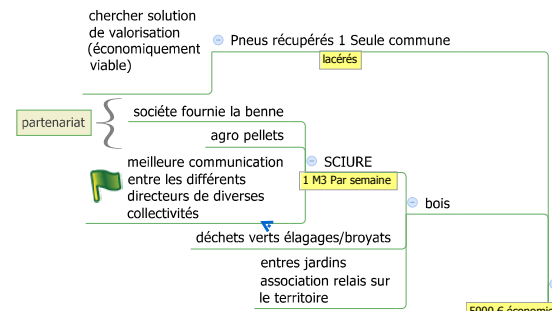 chercher solution
de valorisation
(économiquement
viable)
Pneus récupérés 1 Seule commune
lacérés
partenariat
sociéte fournie la benne
agro pellets
meilleure communication
entre les différents
directeurs de diverses
collectivités
SCIURE
1 M3 Par semaine
bois
déchets verts élagages/broyats
entres jardins
association relais sur
le territoire